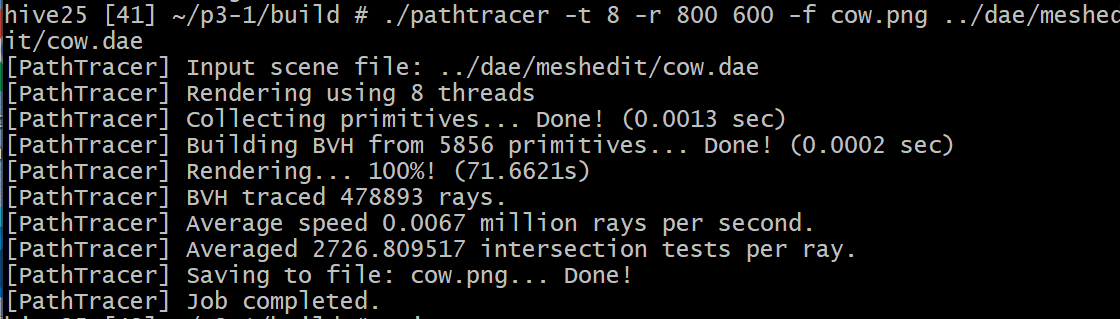 hive25 [41] ~/p3-1/build # ./pathtracer -t 8 -r 800 600 -f cow.png ../dae/meshed
it/cow.dae
[PathTracer] Input scene file: ../dae/meshedit/cow.dae
[PathTracer] Rendering using 8 threads
[PathTracer] Collecting primitives... Done! (0.0013 sec)
[PathTracer] Building BVH from 5856 primitives... Done! (0.0002 sec)
[PathTracer] Rendering... 100%! (71.6621s)
[PathTracer] BVH traced 478893 rays.
[PathTracer] Average speed 0.0067 million rays per second.
[PathTracer] Averaged 2726.809517 intersection tests per ray.
[PathTracer] Saving to file: cow.png... Done!
[PathTracer] Job completed.